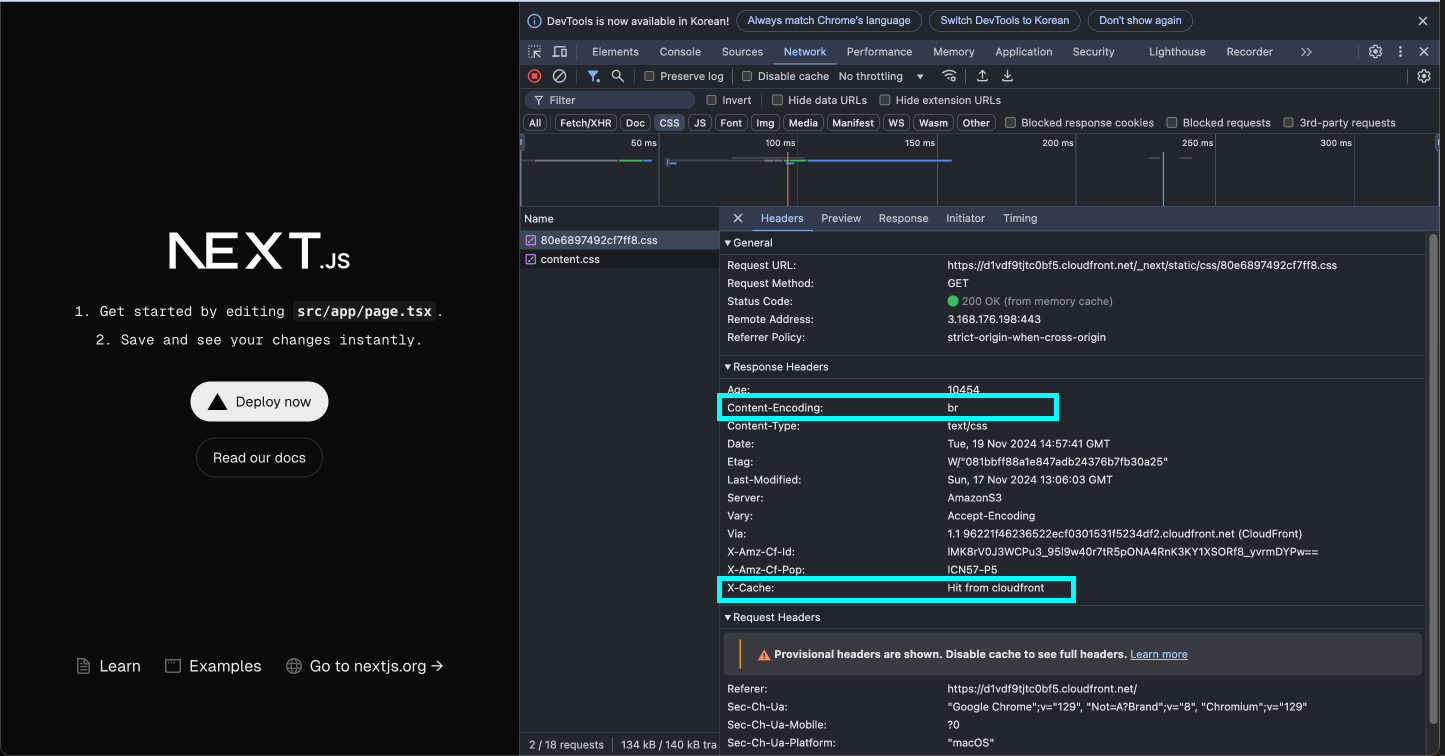 DevTools is now available in Korean! Always match Chrome's language Switch DevTools to Korean Don't show again
Elements Console Sources Network Performance Memory Application Security Lighthouse Recorder
Preserve log Disable cache No throttling
Filter Invert Hide data URLs Hide extension URLs
All Fetch/XHR Doc CSS JS Font Img Media Manifest WS Wasm Other Blocked response cookies Blocked requests 3rd-party requests
50 ms 100 ms 150 ms 200 ms 250 ms 300 ms
Name
80e6897492cf7ff8.css
content.css
Headers Preview Response Initiator Timing
General
Request URL: https://d1vdf9tjtc0bf5.cloudfront.net/_next/static/css/80e6897492cf7ff8.css
Request Method: GET
Status Code: 200 OK (from memory cache)
Remote Address: 3.168.176.198:443
Referrer Policy: strict-origin-when-cross-origin
Response Headers
Age: 10454
Content-Encoding: br
Content-Type: text/css
Date: Tue, 19 Nov 2024 14:57:41 GMT
Etag: W/"081bbff88a1e847adb24376b7fb30a25"
Last-Modified: Sun, 17 Nov 2024 13:06:03 GMT
Server: AmazonS3
Vary: Accept-Encoding
Via: 1.1 96221f46236522ecf0301531f5234df2.cloudfront.net (CloudFront)
X-Amz-Cf-Id: IMK8rV0J3WCPu3_95I9w40r7tR5pONA4RnK3KY1XSORf8_yvrmDYPw==
X-Amz-Cf-Pop: ICN57-P5
X-Cache: Hit from cloudfront
Request Headers
Provisional headers are shown. Disable cache to see full headers. Learn more
Referer: https://d1vdf9tjtc0bf5.cloudfront.net/
Sec-Ch-Ua: "Google Chrome";v="129", "Not=A?Brand";v="8", "Chromium";v="129"
Sec-Ch-Ua-Mobile: ?0
Sec-Ch-Ua-Platform: "macOS"
2 / 18 requests 134 kB / 140 kB tra
NEXT.JS
1. Get started by editing src/app/page.tsx.
2. Save and see your changes instantly.
Deploy now
Read our docs
Learn Examples Go to nextjs.org →